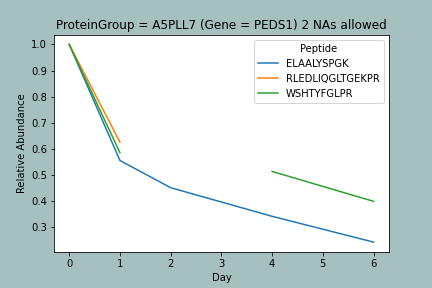 ProteinGroup = A5PLL7 (Gene = PEDS1) 2 NAs allowed
Peptide
ELAALYSPGK
RLEDLIQGLTGEKPR
WSHTYFGLPR
1.0
0.9
0.8
0.7
0.6
0.5
0.4
0.3
Relative Abundance
0 1 2 3 4 5 6
Day